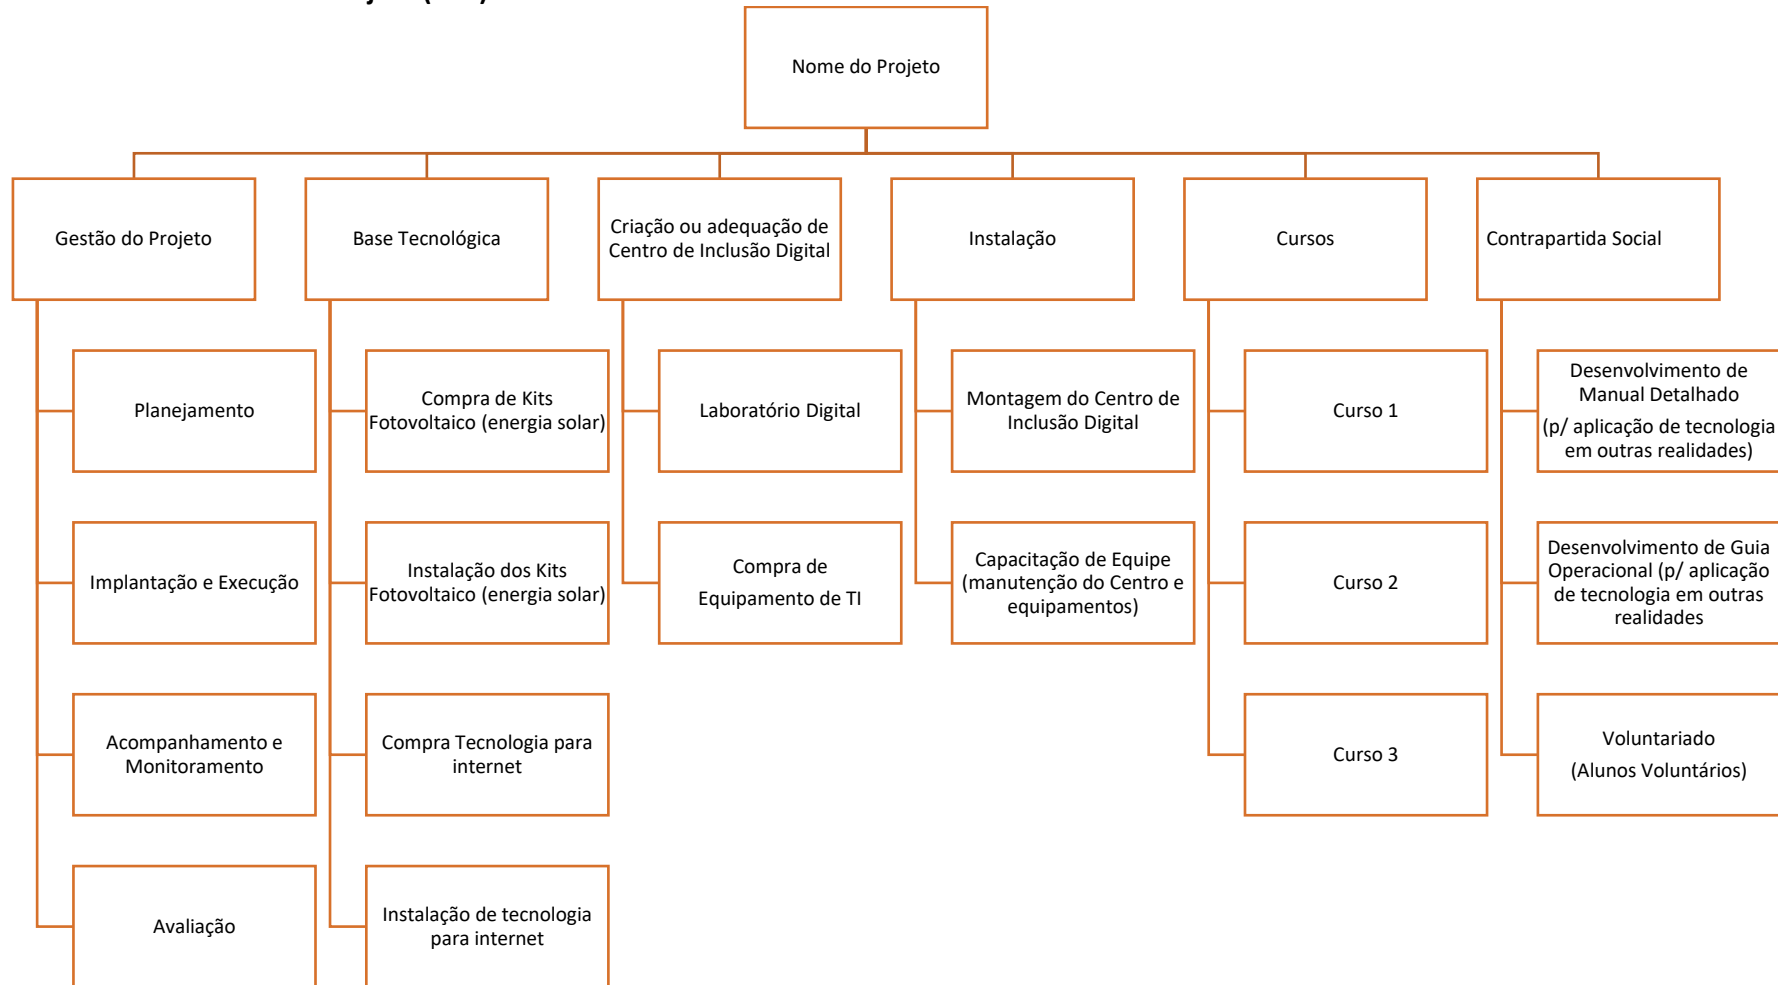 Nome do Projeto
Gestão do Projeto
Base Tecnológica
Criação ou adequação de
Centro de Inclusão Digital
Instalação
Cursos
Contrapartida Social
Planejamento
Compra de Kits
Fotovoltaico (energia solar)
Laboratório Digital
Montagem do Centro de
Inclusão Digital
Curso 1
Desenvolvimento de
Manual Detalhado
(p/ aplicação de tecnologia
em outras realidades)
Implantação e Execução
Instalação dos Kits
Fotovoltaico (energia solar)
Compra de
Equipamento de TI
Capacitação de Equipe
(manutenção do Centro e
equipamentos)
Curso 2
Desenvolvimento de Guia
Operacional (p/ aplicação
de tecnologia em outras
realidades
Acompanhamento e
Monitoramento
Compra Tecnologia para
internet
Curso 3
Voluntariado
(Alunos Voluntários)
Avaliação
Instalação de tecnologia
para internet